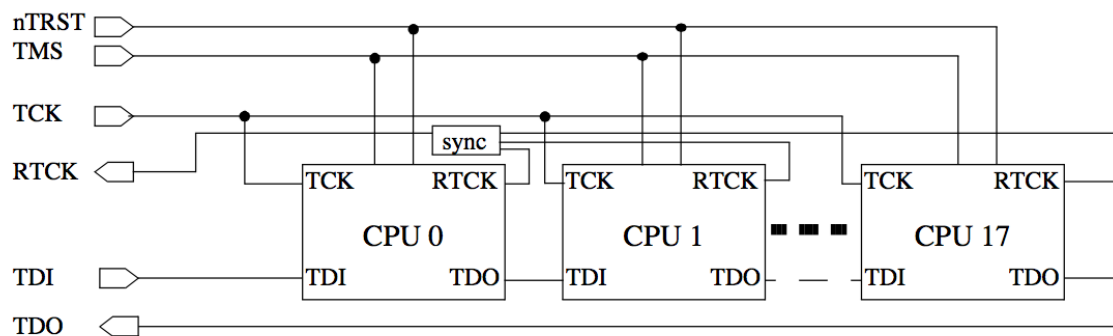 nTRST
TMS
TCK
sync
RTCK
TCK RTCK TCK RTCK TCK RTCK
CPU 0 CPU 1 CPU 17
TDI TDI TDO TDI TDO TDI TDO
TDO